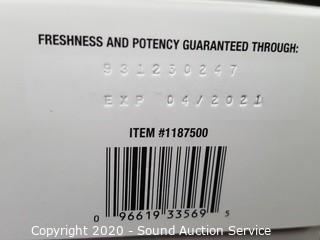 FRESHNESS AND POTENCY GUARANTEED THROUGH:
931230247
EXP 04/2021
ITEM #1187500
0 96619 33569 5
Copyright © 2020 - Sound Auction Service